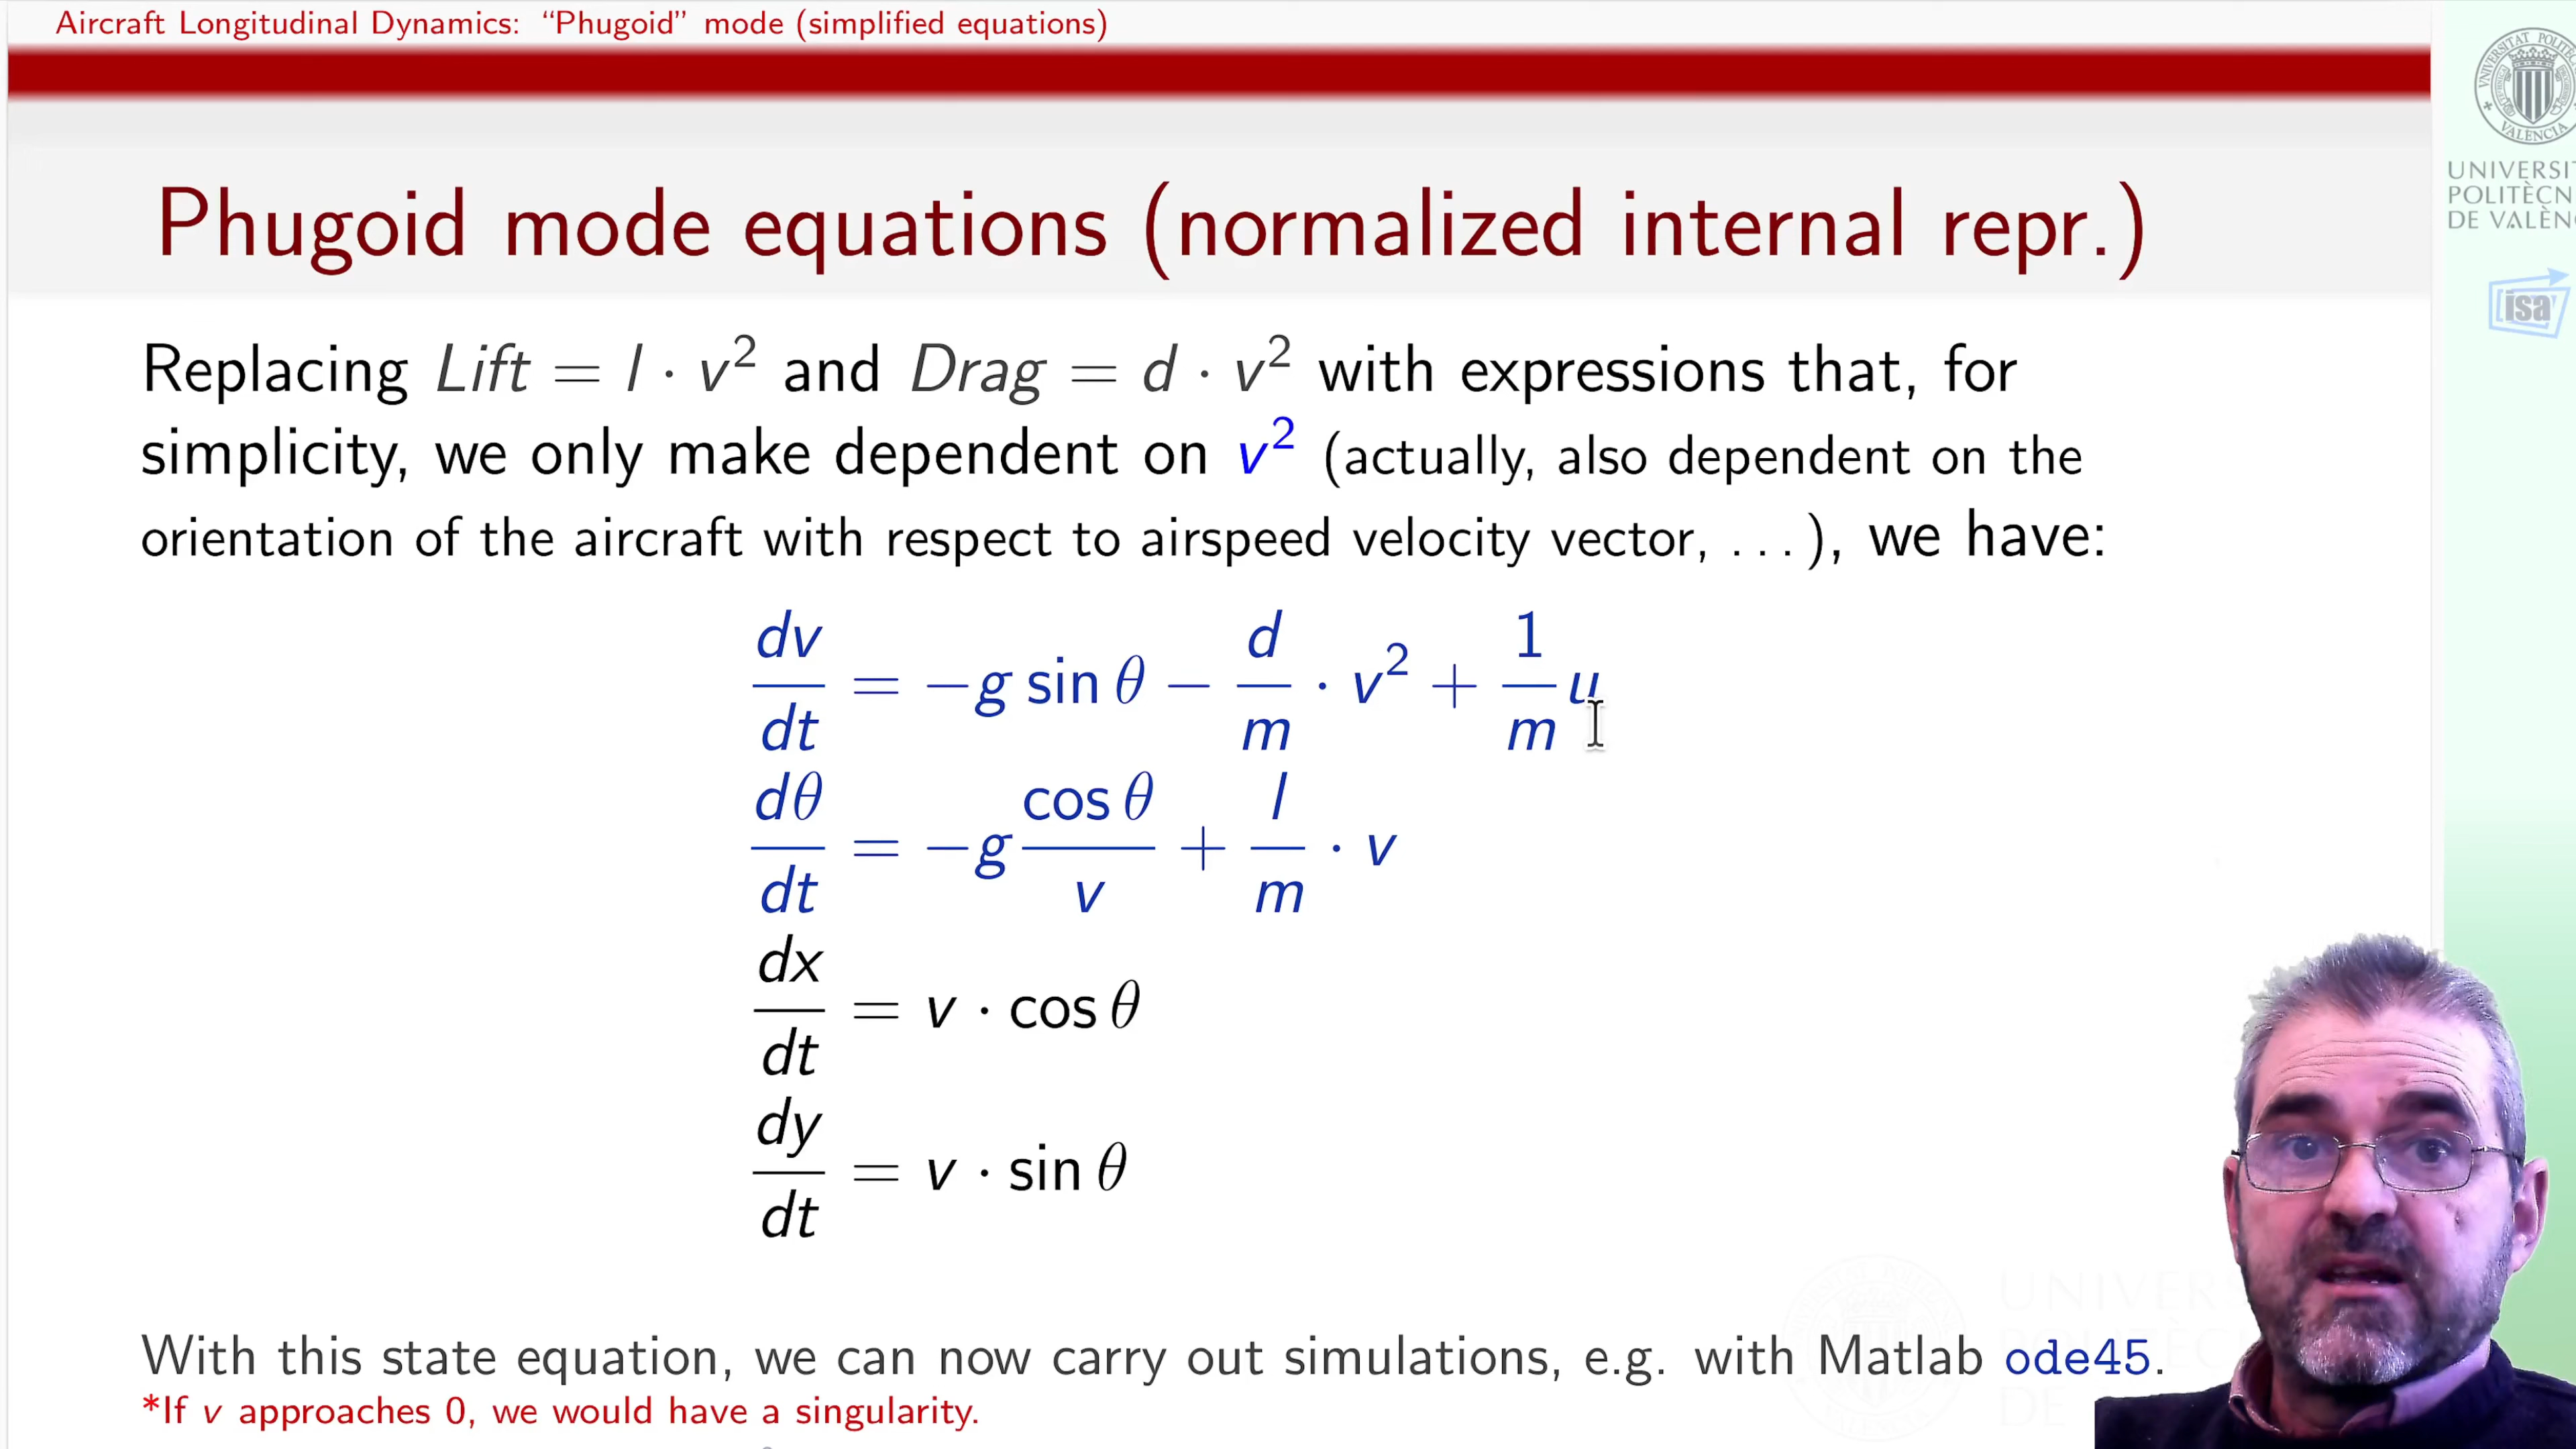 Aircraft Longitudinal Dynamics: “Phugoid” mode (simplified equations)
Phugoid mode equations (normalized internal repr.)
Replacing Lift = l · v² and Drag = d · v² with expressions that, for
simplicity, we only make dependent on v² (actually, also dependent on the
orientation of the aircraft with respect to airspeed velocity vector, ...), we have:
dv/dt = −g sin θ − d/m · v² + 1/m u
dθ/dt = −g cos θ/v + l/m · v
dx/dt = v · cos θ
dy/dt = v · sin θ
With this state equation, we can now carry out simulations, e.g. with Matlab ode45.
*If v approaches 0, we would have a singularity.
UNIVERSIT
POLITÈCN
DE VALÈNC
isa